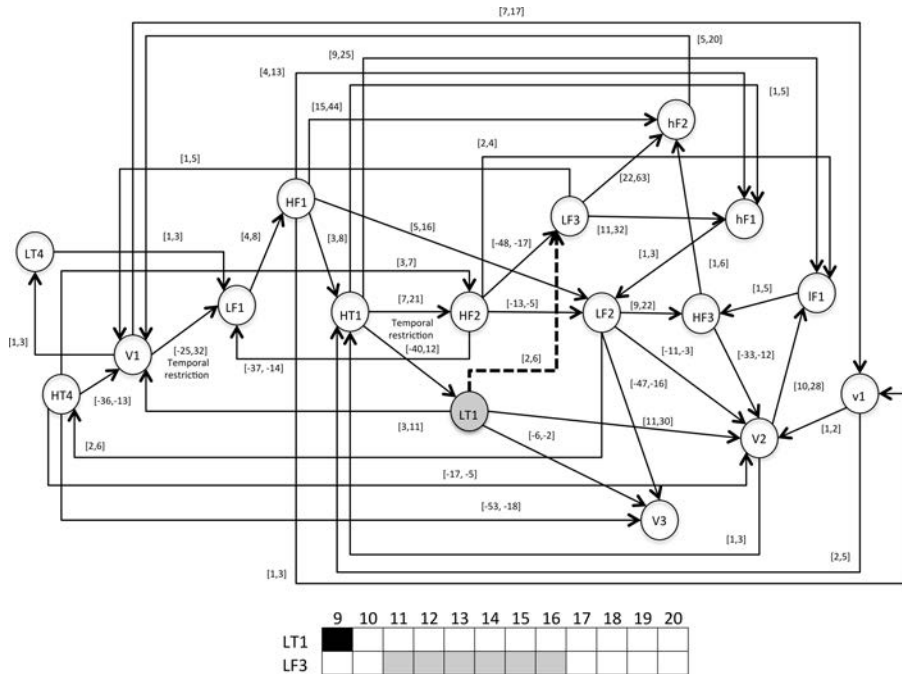 [7,17]
[9,25]
[5,20]
[4,13]
[1,5]
[15,44]
hF2
[2,4]
[1,5]
[22,63]
HF1
LF3
hF1
[5,16]
[11,32]
[1,3]
[4,8]
[3,8]
[-48, -17]
LT4
[3,7]
[1,3]
[1,6]
LF1
HT1
[7,21]
HF2
[-13,-5]
LF2
[9,22]
HF3
[1,5]
lF1
Temporal
restriction
[1,3]
V1
[-25,32]
Temporal
restriction
[-37, -14]
[-40,12]
[2,6]
[-11, -3]
[-33, -12]
HT4
[-36,-13]
[-47, -16]
[10,28]
v1
LT1
[3,11]
[11,30]
[-6,-2]
V2
[1,2]
[2,6]
[-17, -5]
[-53, -18]
V3
[1,3]
[2,5]
[1,3]
9 10 11 12 13 14 15 16 17 18 19 20
LT1
LF3